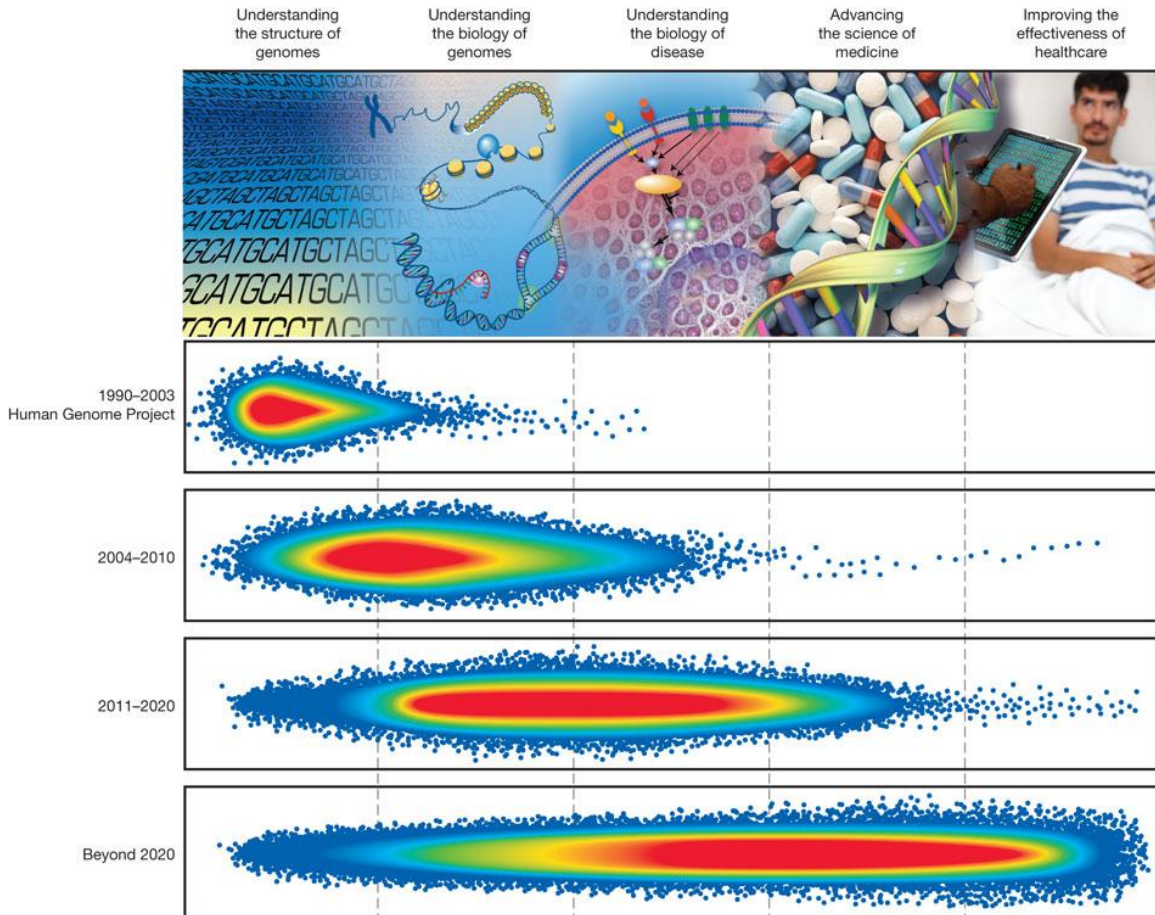 Understanding
the structure of
genomes
Understanding
the biology of
genomes
Understanding
the biology of
disease
Advancing
the science of
medicine
Improving the
effectiveness of
healthcare
1990–2003
Human Genome Project
2004–2010
2011–2020
Beyond 2020